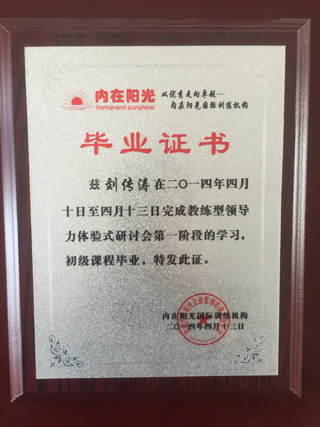 内在阳光
Immanent sunshine
从优秀走向卓越—
内在阳光国际训练机构
毕业证书
兹刘传涛在二〇一四年四月
十日至四月十三日完成教练型领导
力体验式研讨会第一阶段的学习，
初级课程毕业，特发此证。
内在阳光国际训练机构
二〇一四年四月十三日